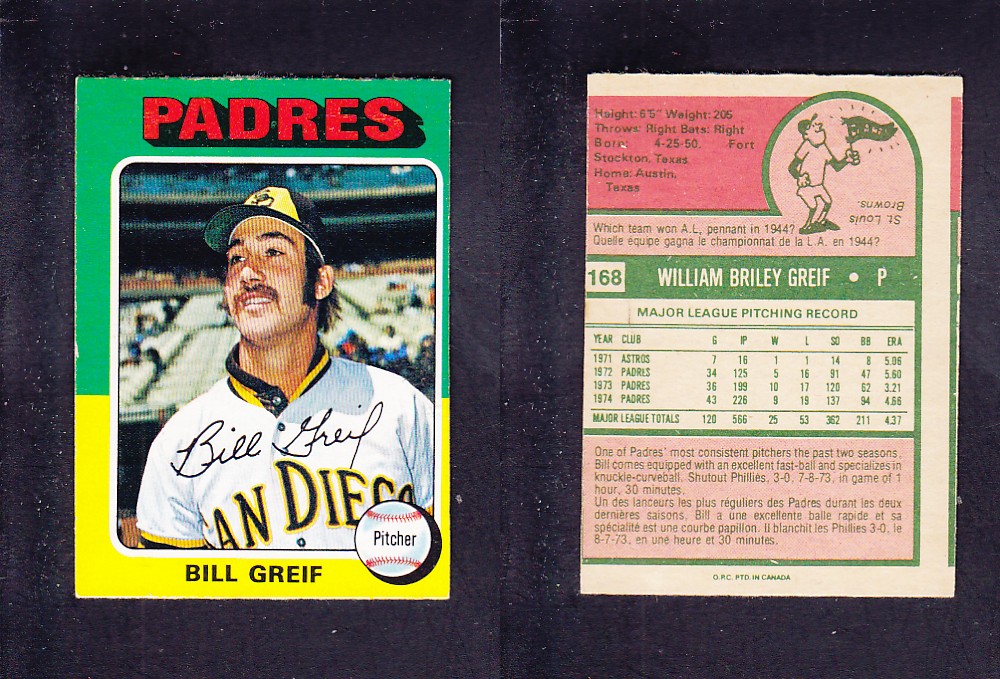 PADRES
Bill Greif
SAN DIEGO
Pitcher
BILL GREIF
Height: 6'5" Weight: 205
Throws: Right Bats: Right
Born: 4-25-50. Fort
Stockton, Texas
Home: Austin,
Texas
St. Louis
Browns.
Which team won A.L, pennant in 1944?
Quelle équipe gagna le championnat de la L.A. en 1944?
168 WILLIAM BRILEY GREIF • P
MAJOR LEAGUE PITCHING RECORD
YEAR CLUB G IP W L SO BB ERA
1971 ASTROS 7 16 1 1 14 8 5.06
1972 PADRES 34 125 5 16 91 47 5.60
1973 PADRES 36 199 10 17 120 62 3.21
1974 PADRES 43 226 9 19 137 94 4.66
MAJOR LEAGUE TOTALS 120 566 25 53 362 211 4.37
One of Padres' most consistent pitchers the past two seasons,
Bill comes equipped with an excellent fast-ball and specializes in
knuckle-curveball. Shutout Phillies, 3-0, 7-8-73, in game of 1
hour, 30 minutes.
Un des lanceurs les plus réguliers des Padres durant les deux
dernières saisons, Bill a une excellente balle rapide et sa
spécialité est une courbe papillon. Il blanchit les Phillies 3-0, le
8-7-73, en une heure et 30 minutes.
O.P.C. PTD. IN CANADA